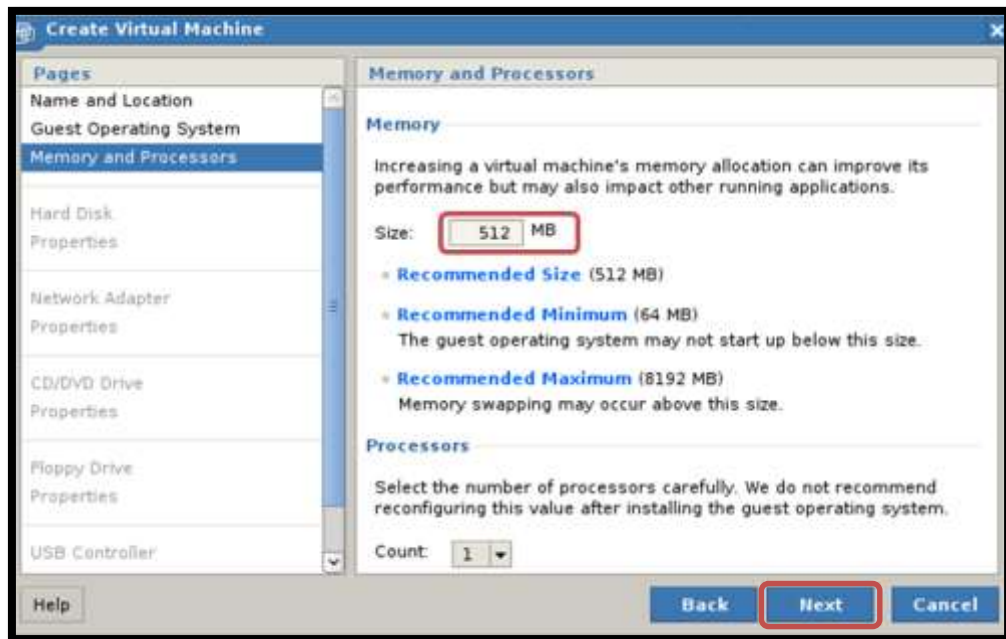 Create Virtual Machine
Pages
Name and Location
Guest Operating System
Memory and Processors
Hard Disk
Properties
Network Adapter
Properties
CD/DVD Drive
Properties
Floppy Drive
Properties
USB Controller
Memory and Processors
Memory
Increasing a virtual machine's memory allocation can improve its
performance but may also impact other running applications.
Size: 512 MB
Recommended Size (512 MB)
Recommended Minimum (64 MB)
The guest operating system may not start up below this size.
Recommended Maximum (8192 MB)
Memory swapping may occur above this size.
Processors
Select the number of processors carefully. We do not recommend
reconfiguring this value after installing the guest operating system.
Count: 1
Help Back Next Cancel